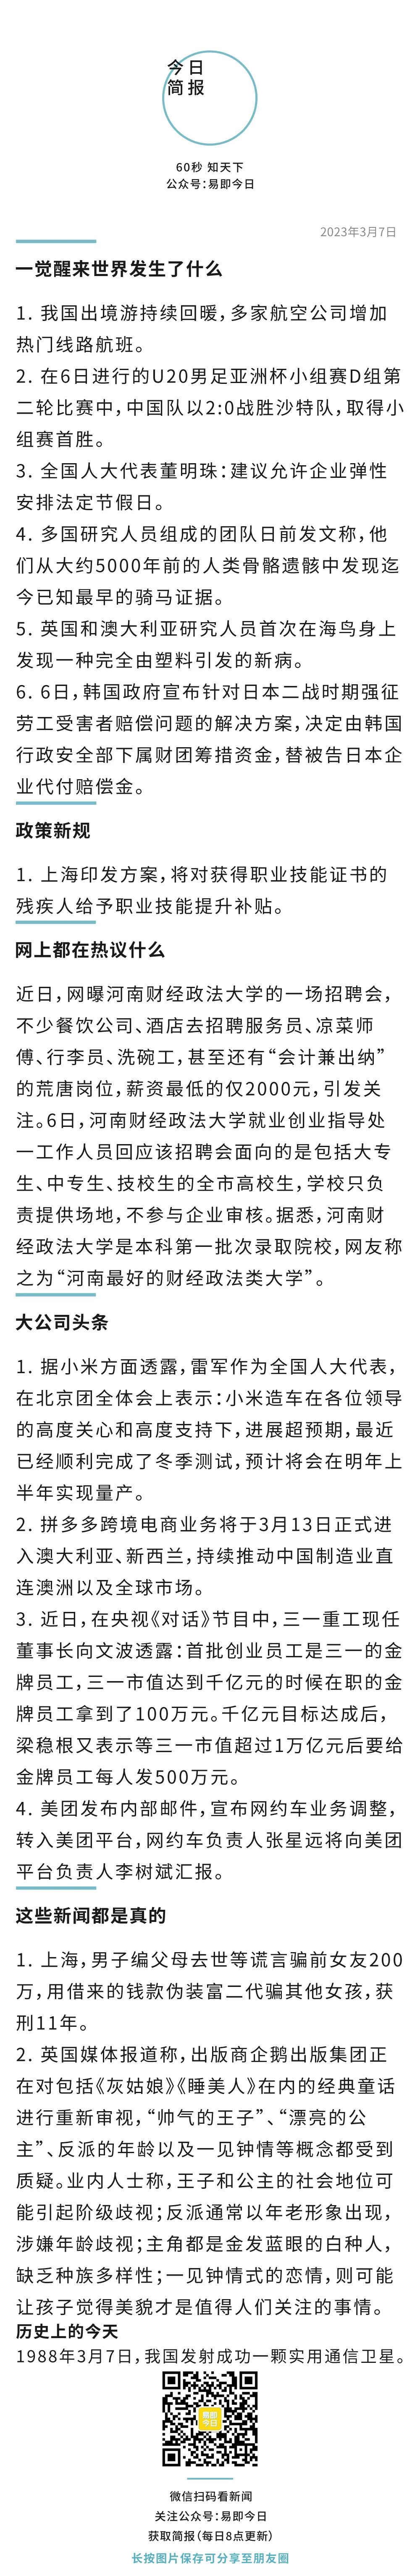 今日
简报
60秒 知天下
公众号：易即今日
2023年3月7日
一觉醒来世界发生了什么
1. 我国出境游持续回暖，多家航空公司增加
热门线路航班。
2. 在6日进行的U20男足亚洲杯小组赛D组第
二轮比赛中，中国队以2:0战胜沙特队，取得小
组赛首胜。
3. 全国人大代表董明珠：建议允许企业弹性
安排法定节假日。
4. 多国研究人员组成的团队日前发文称，他
们从大约5000年前的人类骨骼遗骸中发现迄
今已知最早的骑马证据。
5. 英国和澳大利亚研究人员首次在海鸟身上
发现一种完全由塑料引发的新病。
6. 6日，韩国政府宣布针对日本二战时期强征
劳工受害者赔偿问题的解决方案，决定由韩国
行政安全部下属财团筹措资金，替被告日本企
业代付赔偿金。
政策新规
1. 上海印发方案，将对获得职业技能证书的
残疾人给予职业技能提升补贴。
网上都在热议什么
近日，网曝河南财经政法大学的一场招聘会，
不少餐饮公司、酒店去招聘服务员、凉菜师
傅、行李员、洗碗工，甚至还有“会计兼出纳”
的荒唐岗位，薪资最低的仅2000元，引发关
注。6日，河南财经政法大学就业创业指导处
一工作人员回应该招聘会面向的是包括大专
生、中专生、技校生的全市高校生，学校只负
责提供场地，不参与企业审核。据悉，河南财
经政法大学是本科第一批次录取院校，网友称
之为“河南最好的财经政法类大学”。
大公司头条
1. 据小米方面透露，雷军作为全国人大代表，
在北京团全体会上表示：小米造车在各位领导
的高度关心和高度支持下，进展超预期，最近
已经顺利完成了冬季测试，预计将会在明年上
半年实现量产。
2. 拼多多跨境电商业务将于3月13日正式进
入澳大利亚、新西兰，持续推动中国制造业直
连澳洲以及全球市场。
3. 近日，在央视《对话》节目中，三一重工现任
董事长向文波透露：首批创业员工是三一的金
牌员工，三一市值达到千亿元的时候在职的金
牌员工拿到了100万元。千亿元目标达成后，
梁稳根又表示等三一市值超过1万亿元后要给
金牌员工每人发500万元。
4. 美团发布内部邮件，宣布网约车业务调整，
转入美团平台，网约车负责人张星远将向美团
平台负责人李树斌汇报。
这些新闻都是真的
1. 上海，男子编父母去世等谎言骗前女友200
万，用借来的钱款伪装富二代骗其他女孩，获
刑11年。
2. 英国媒体报道称，出版商企鹅出版集团正
在对包括《灰姑娘》《睡美人》在内的经典童话
进行重新审视，“帅气的王子”、“漂亮的公
主”、反派的年龄以及一见钟情等概念都受到
质疑。业内人士称，王子和公主的社会地位可
能引起阶级歧视；反派通常以年老形象出现，
涉嫌年龄歧视；主角都是金发蓝眼的白种人，
缺乏种族多样性；一见钟情式的恋情，则可能
让孩子觉得美貌才是值得人们关注的事情。
历史上的今天
1988年3月7日，我国发射成功一颗实用通信卫星。
易即
今日
微信扫码看新闻
关注公众号：易即今日
获取简报（每日8点更新）
长按图片保存可分享至朋友圈